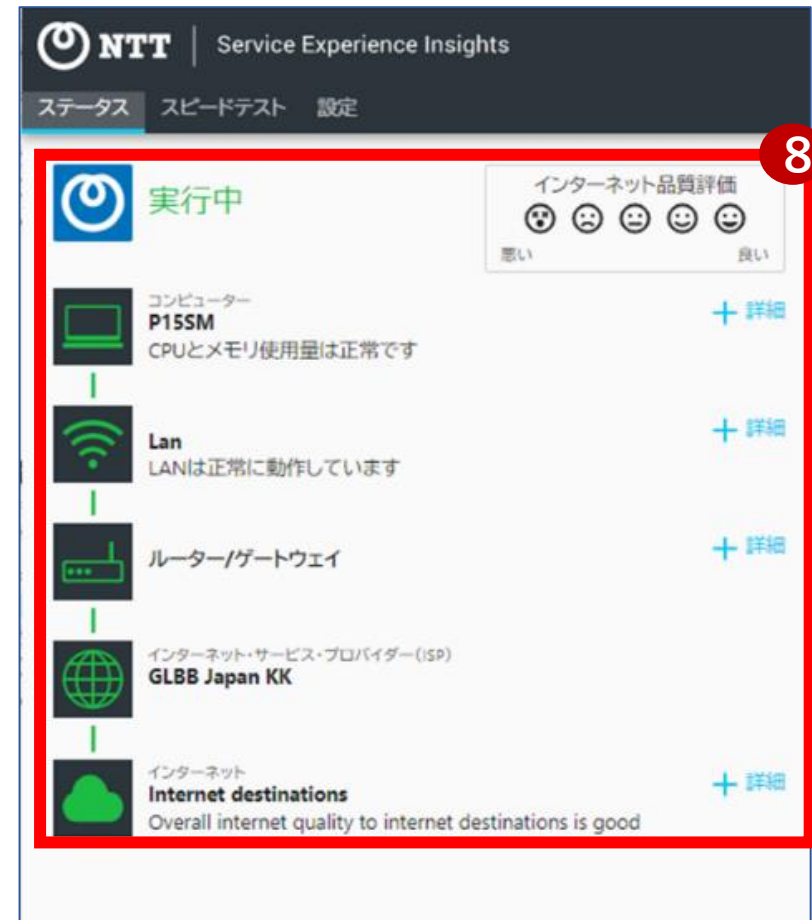 NTT | Service Experience Insights
ステータス スピードテスト 設定
8
実行中
インターネット品質評価
悪い 良い
コンピューター
P15SM
CPUとメモリ使用量は正常です
+ 詳細
Lan
LANは正常に動作しています
+ 詳細
ルーター/ゲートウェイ
+ 詳細
インターネット・サービス・プロバイダー(ISP)
GLBB Japan KK
インターネット
Internet destinations
Overall internet quality to internet destinations is good
+ 詳細